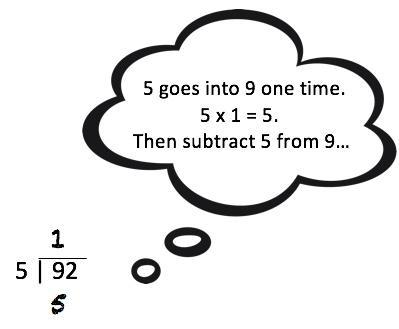 5 goes into 9 one time.
5 x 1 = 5.
Then subtract 5 from 9...
1
5 | 92
5